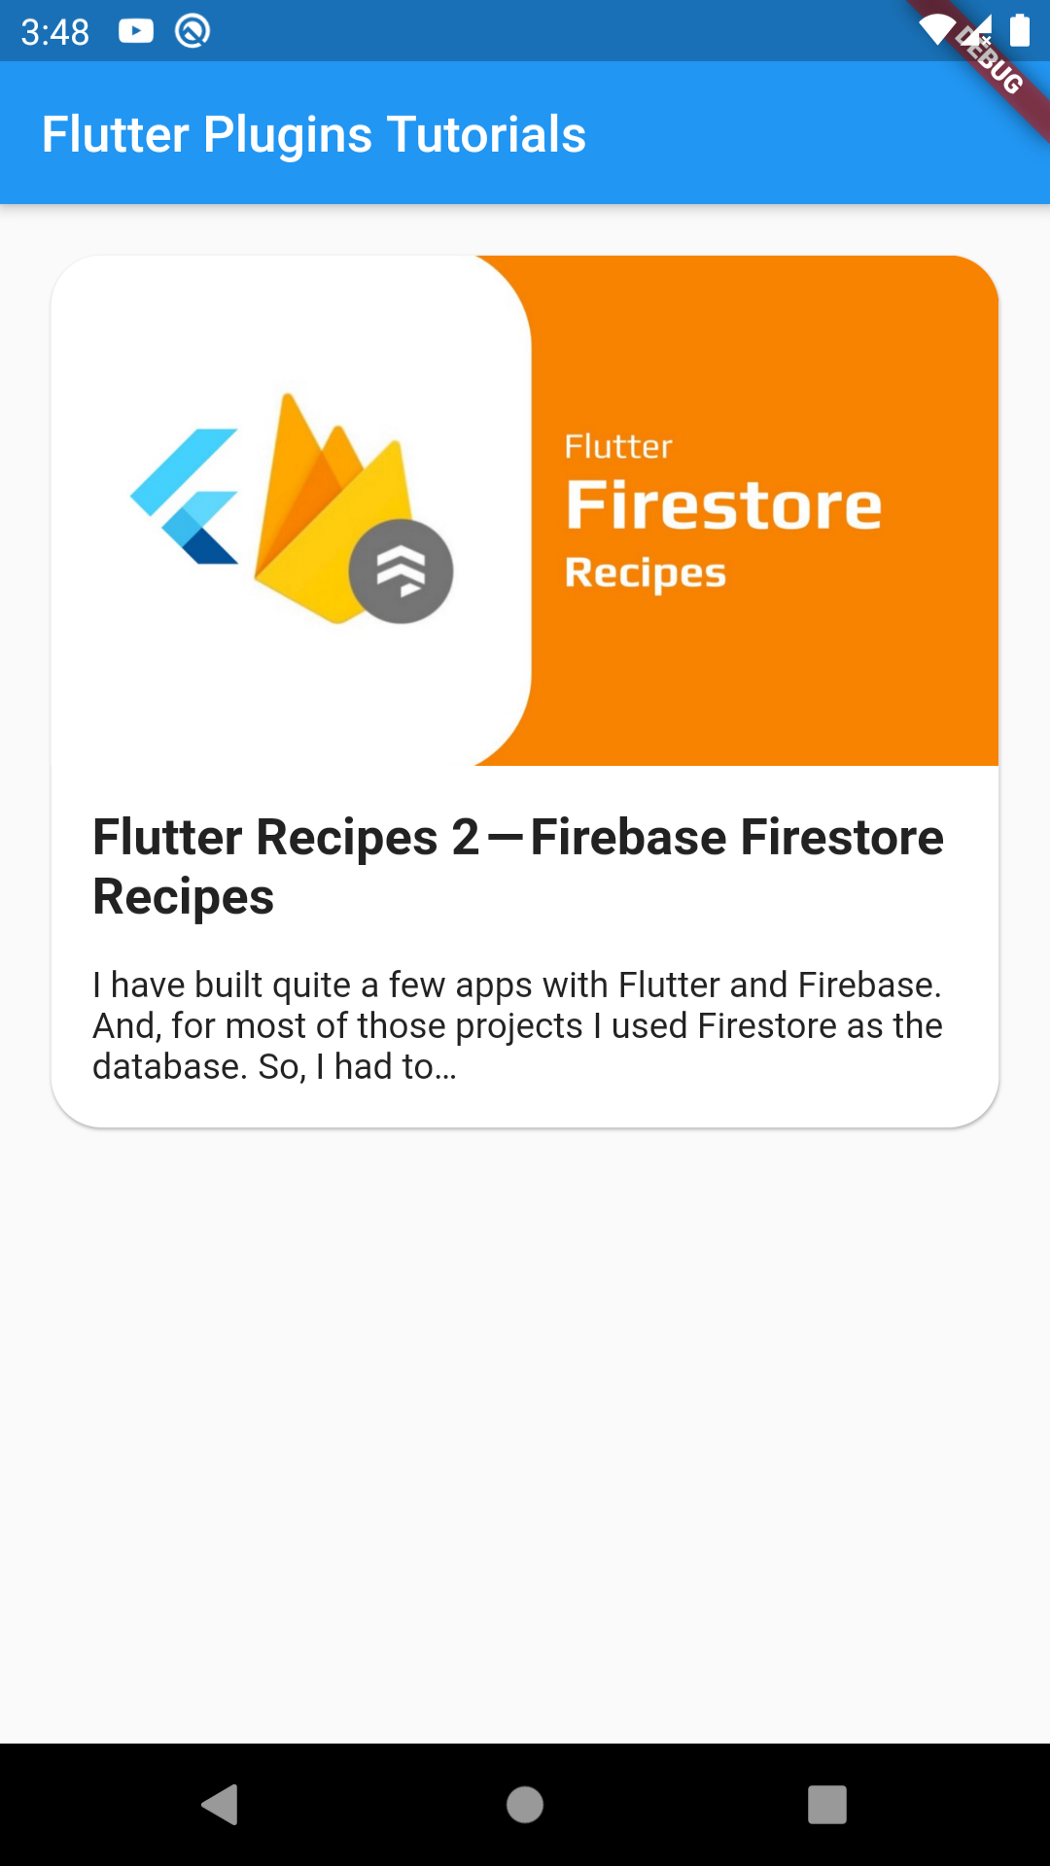 3:48
DEBUG
Flutter Plugins Tutorials
Flutter
Firestore
Recipes
Flutter Recipes 2 — Firebase Firestore
Recipes
I have built quite a few apps with Flutter and Firebase.
And, for most of those projects I used Firestore as the
database. So, I had to…